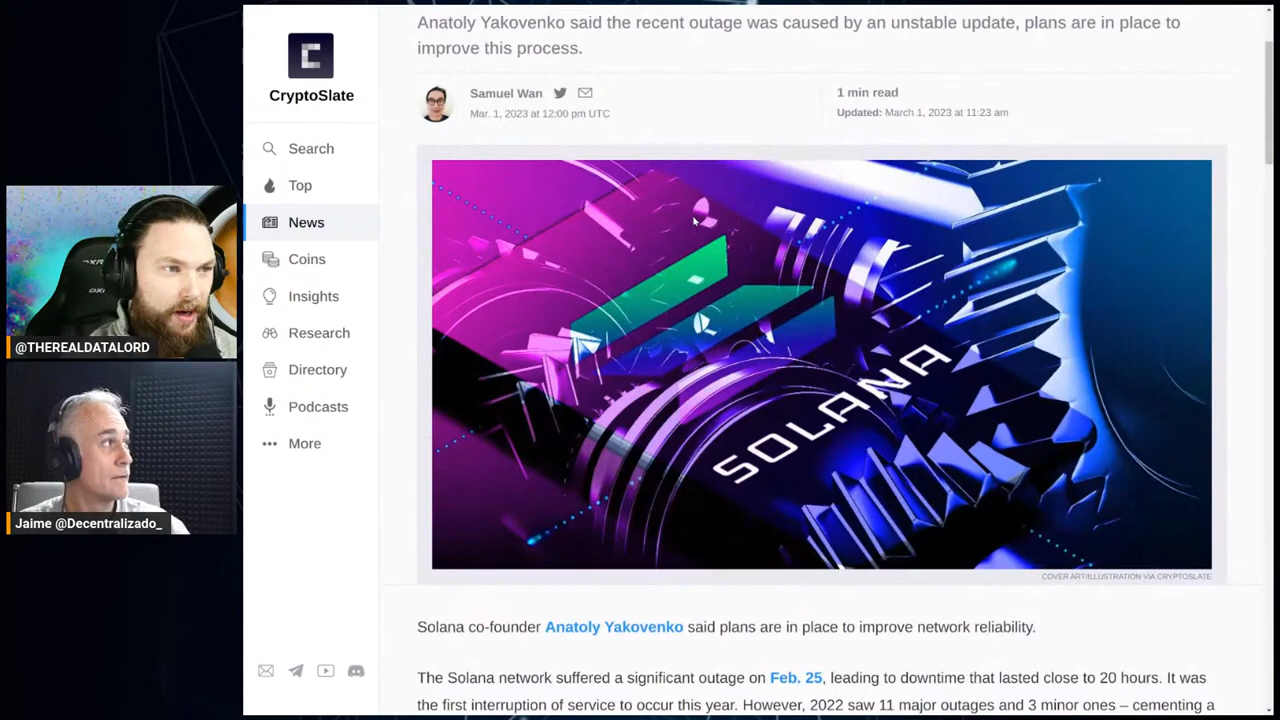 Anatoly Yakovenko said the recent outage was caused by an unstable update, plans are in place to
improve this process.
CryptoSlate
Samuel Wan
Mar. 1, 2023 at 12:00 pm UTC
1 min read
Updated: March 1, 2023 at 11:23 am
Search
Top
News
Coins
Insights
Research
Directory
Podcasts
More
@THEREALDATALORD
Jaime @Decentralizado_
SOLANA
COVER ART/ILLUSTRATION VIA CRYPTOSLATE
Solana co-founder Anatoly Yakovenko said plans are in place to improve network reliability.
The Solana network suffered a significant outage on Feb. 25, leading to downtime that lasted close to 20 hours. It was
the first interruption of service to occur this year. However, 2022 saw 11 major outages and 3 minor ones – cementing a